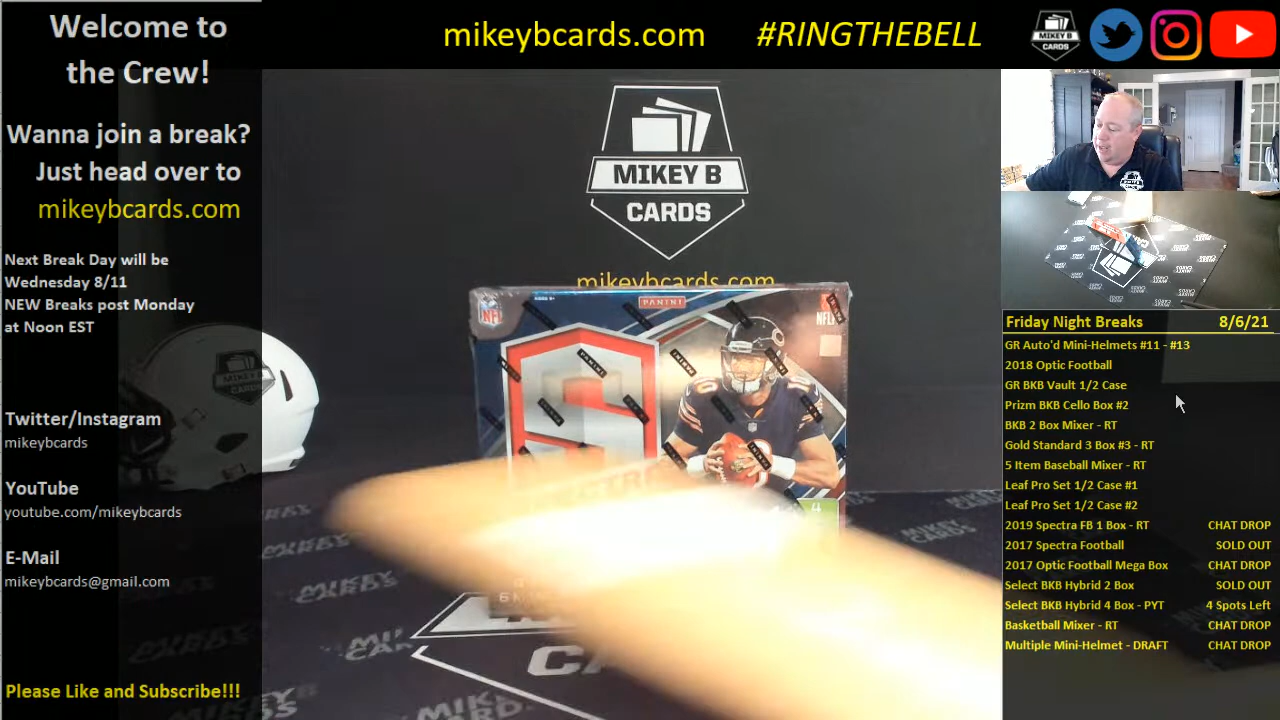 Welcome to
the Crew!
Wanna join a break?
Just head over to
mikeybcards.com
Next Break Day will be
Wednesday 8/11
NEW Breaks post Monday
at Noon EST
Twitter/Instagram
mikeybcards
YouTube
youtube.com/mikeybcards
E-Mail
mikeybcards@gmail.com
Please Like and Subscribe!!!
mikeybcards.com #RINGTHEBELL
MIKEY B
CARDS
MIKEY B
CARDS
mikeybcards.com
PANINI
NFL
NFL
10
10
4
Friday Night Breaks 8/6/21
GR Auto'd Mini-Helmets #11 - #13
2018 Optic Football
GR BKB Vault 1/2 Case
Prizm BKB Cello Box #2
BKB 2 Box Mixer - RT
Gold Standard 3 Box #3 - RT
5 Item Baseball Mixer - RT
Leaf Pro Set 1/2 Case #1
Leaf Pro Set 1/2 Case #2
2019 Spectra FB 1 Box - RT CHAT DROP
2017 Spectra Football SOLD OUT
2017 Optic Football Mega Box CHAT DROP
Select BKB Hybrid 2 Box SOLD OUT
Select BKB Hybrid 4 Box - PYT 4 Spots Left
Basketball Mixer - RT CHAT DROP
Multiple Mini-Helmet - DRAFT CHAT DROP